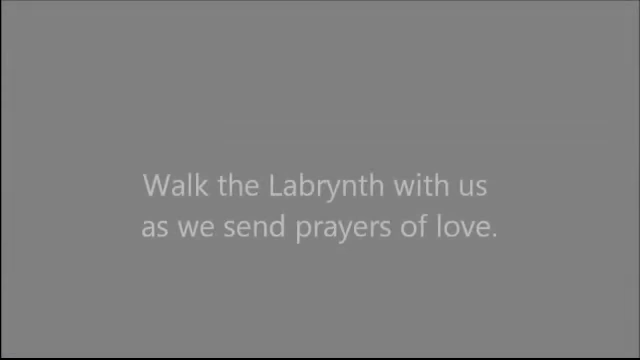 Walk the Labrynth with us
as we send prayers of love.